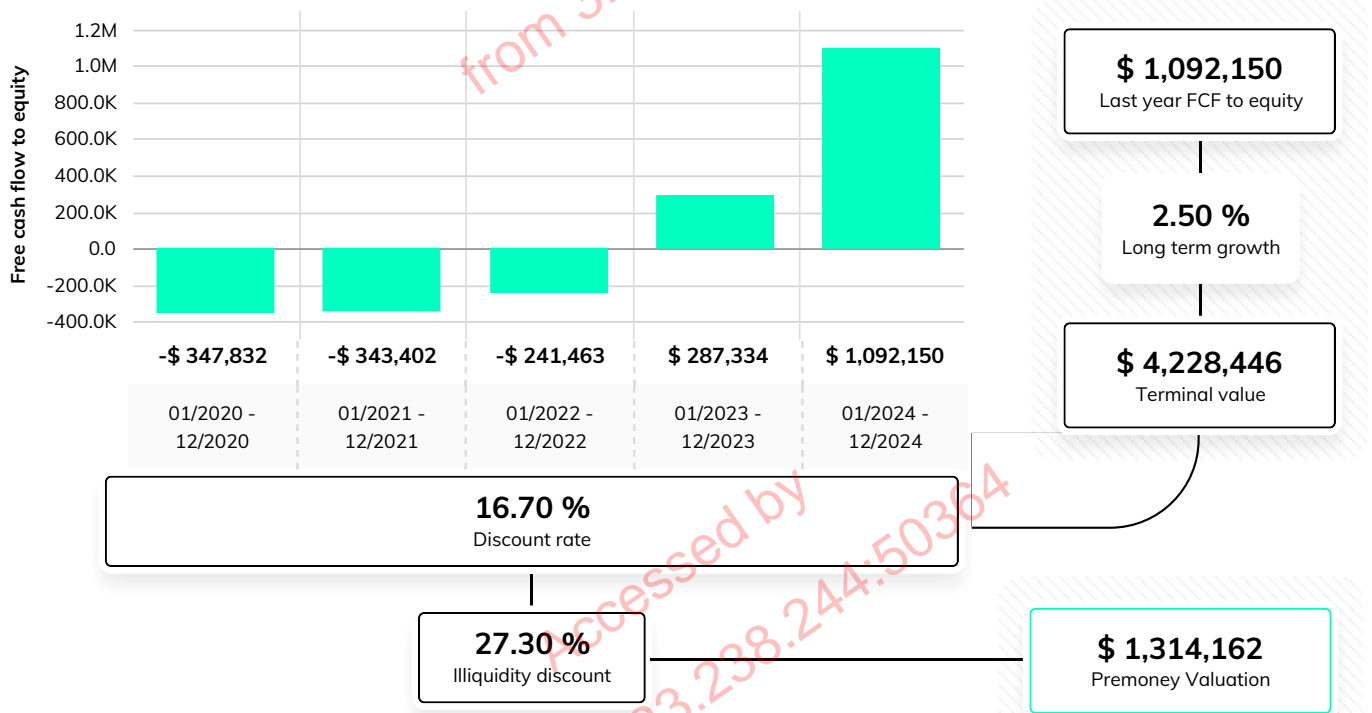 Free cash flow to equity
1.2M
1.0M
800.0K
600.0K
400.0K
200.0K
0.0
-200.0K
-400.0K
-$ 347,832
-$ 343,402
-$ 241,463
$ 287,334
$ 1,092,150
01/2020 -
12/2020
01/2021 -
12/2021
01/2022 -
12/2022
01/2023 -
12/2023
01/2024 -
12/2024
$ 1,092,150
Last year FCF to equity
2.50 %
Long term growth
$ 4,228,446
Terminal value
16.70 %
Discount rate
27.30 %
Illiquidity discount
$ 1,314,162
Premoney Valuation
Accessed by
from 3
3.238.244:50364